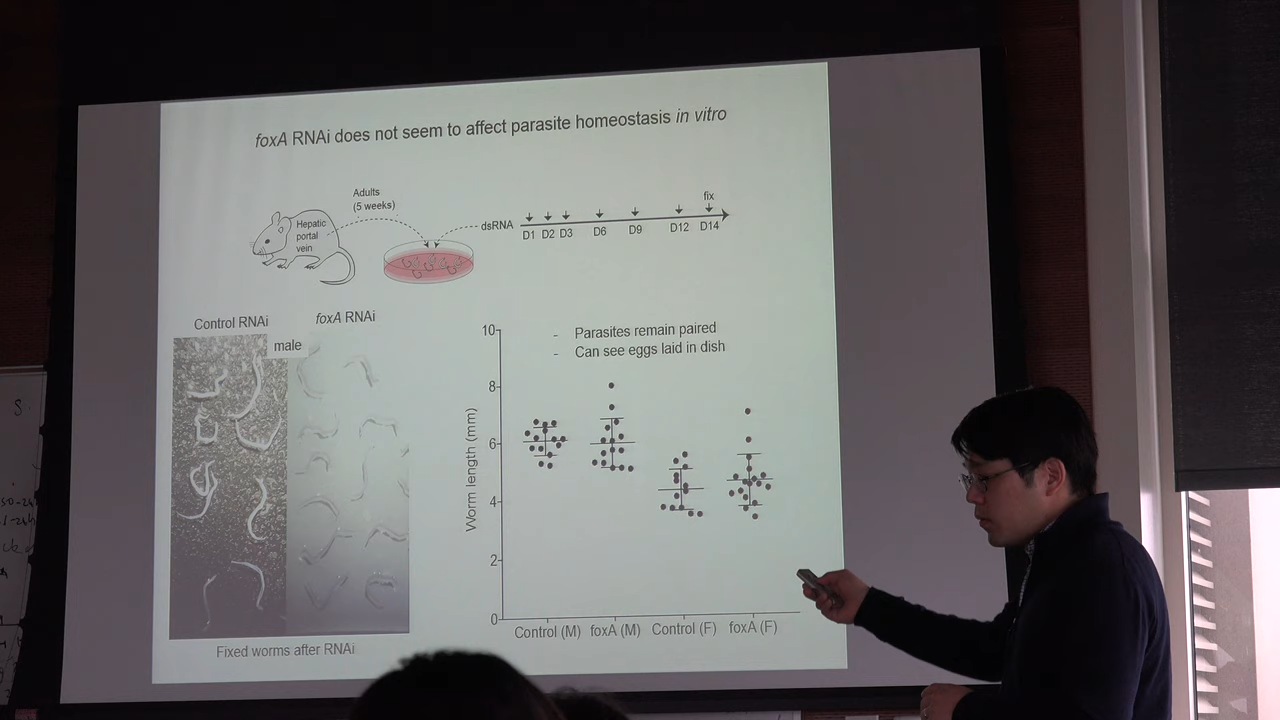 foxA RNAi does not seem to affect parasite homeostasis in vitro
Adults
(5 weeks)
Hepatic
portal
vein
dsRNA
fix
D1 D2 D3 D6 D9 D12 D14
Control RNAi
foxA RNAi
male
Fixed worms after RNAi
- Parasites remain paired
- Can see eggs laid in dish
Worm length (mm)
10
8
6
4
2
0
Control (M) foxA (M) Control (F) foxA (F)